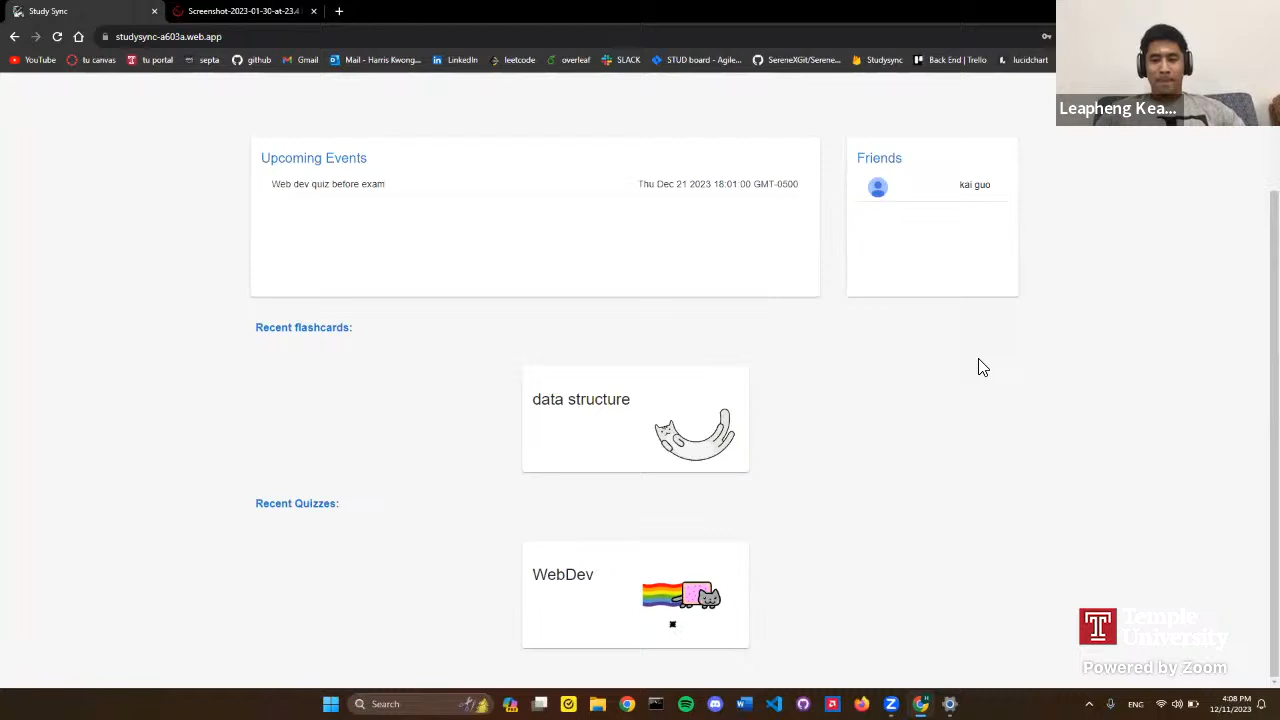 Study Sync
Screenshot-2023-01-30-at-23.4
studysync-a603a.web.app
YouTube
tu canvas
tu portal
septa
github
Gmail
Mail - Harris Kwong...
LinkedIn
leetcode
overleaf
SLACK
STUD board - Agile...
SereneXGit/Serene...
Studysync
Back End | Trello
lucidchart
Leapheng Kea...
Upcoming Events
Web dev quiz before exam
Thu Dec 21 2023 18:01:00 GMT-0500
Friends
kai guo
Recent flashcards:
data structure
Recent Quizzes:
WebDev
Temple
University
Powered by Zoom
Search
ENG
4:08 PM
12/11/2023